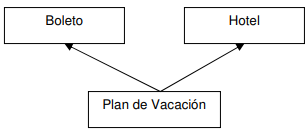 Boleto
Hotel
Plan de Vacación